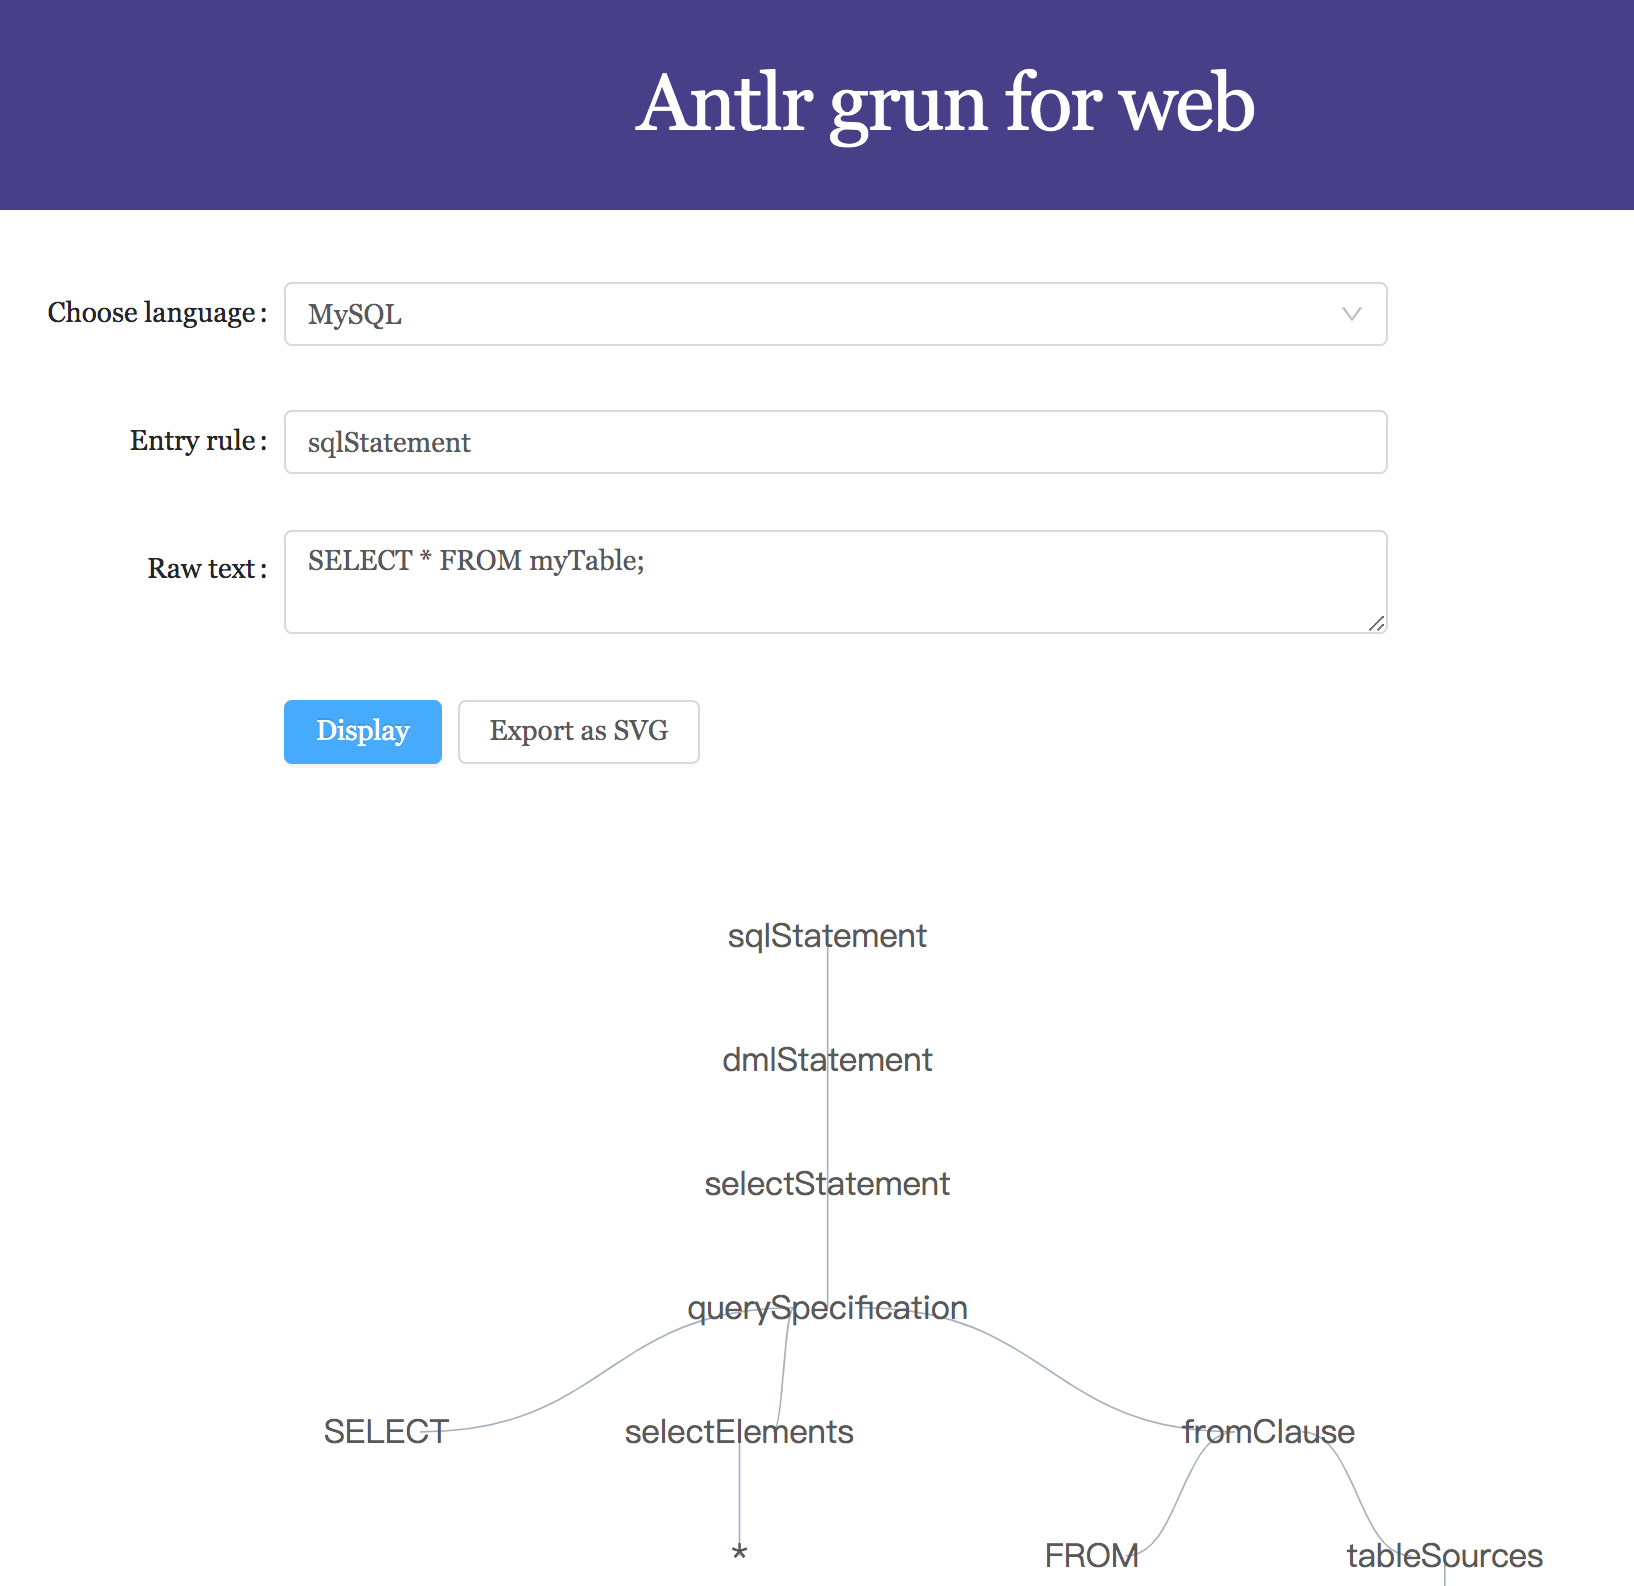 Antlr grun for web
Choose language :
MySQL
Entry rule :
sqlStatement
Raw text :
SELECT * FROM myTable;
Display
Export as SVG
sqlStatement
dmlStatement
selectStatement
querySpecification
SELECT selectElements fromClause
* FROM tableSources